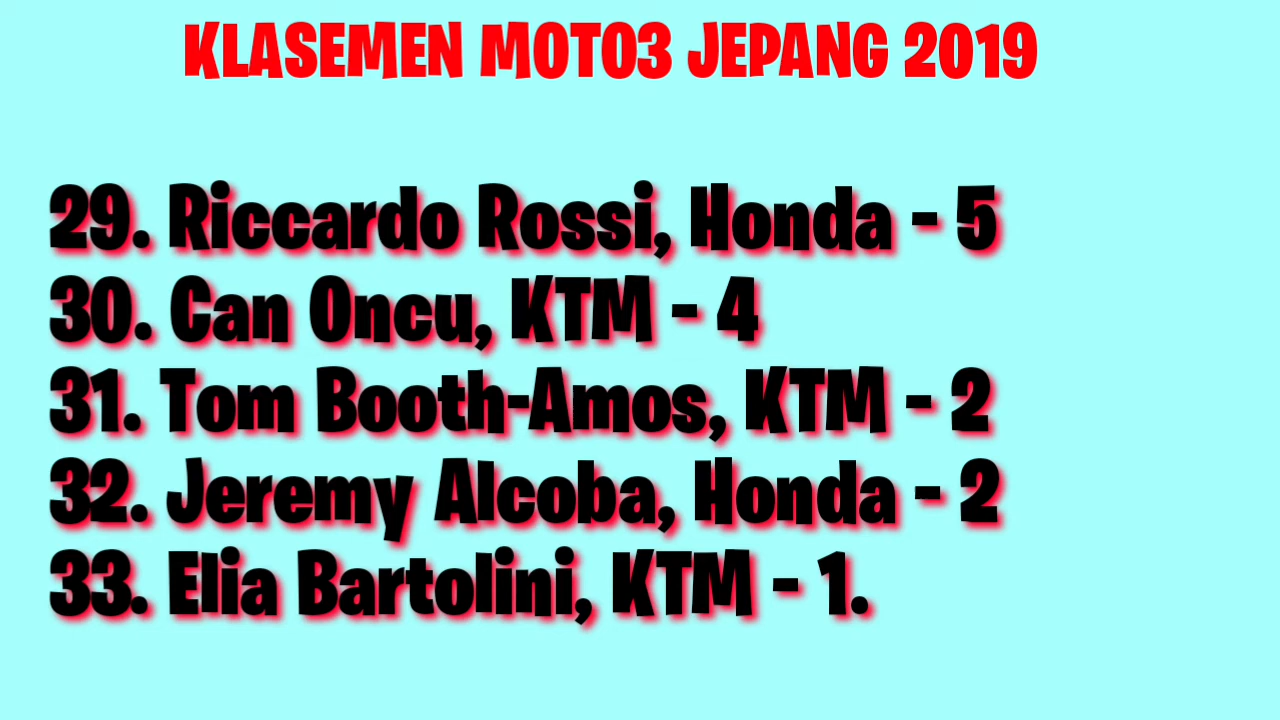 KLASEMEN MOTO3 JEPANG 2019
29. Riccardo Rossi, Honda - 5
30. Can Oncu, KTM - 4
31. Tom Booth-Amos, KTM - 2
32. Jeremy Alcoba, Honda - 2
33. Elia Bartolini, KTM - 1.